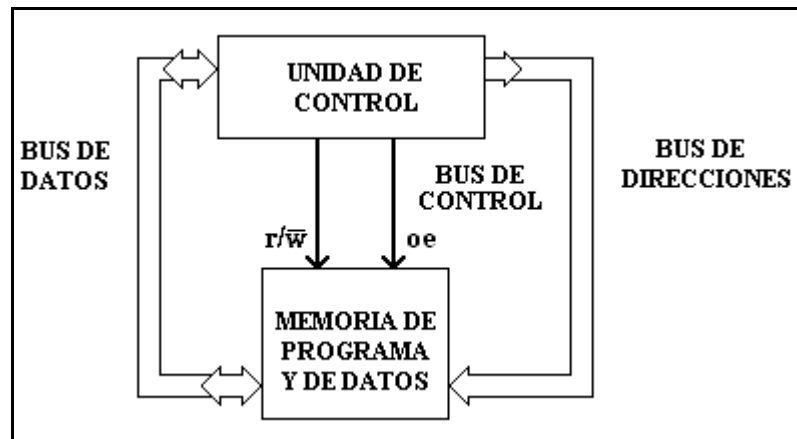 UNIDAD DE
CONTROL
BUS DE
DATOS
BUS DE
CONTROL
BUS DE
DIRECCIONES
r/w̅
oe
MEMORIA DE
PROGRAMA
Y DE DATOS